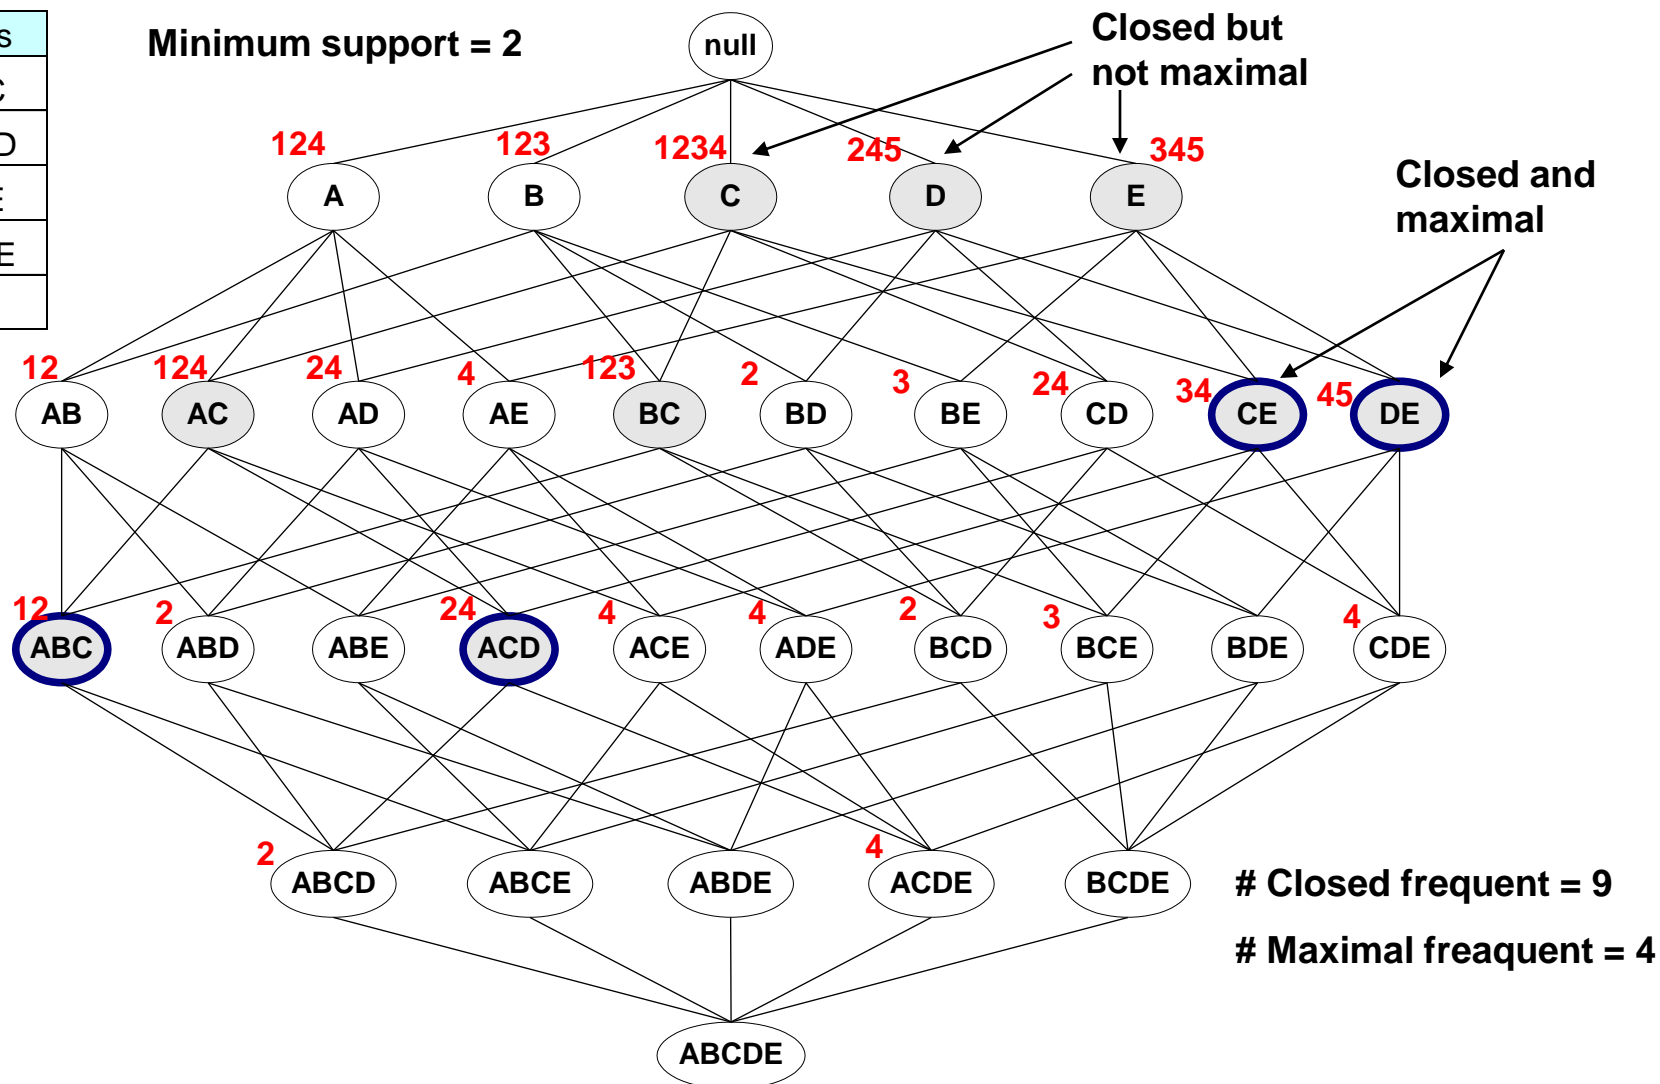 s
C
D
E
E
Minimum support = 2
null
Closed but
not maximal
124
123
1234
245
345
A
B
C
D
E
Closed and
maximal
12
124
24
4
123
2
3
24
34
45
AB
AC
AD
AE
BC
BD
BE
CD
CE
DE
12
2
24
4
4
2
3
4
ABC
ABD
ABE
ACD
ACE
ADE
BCD
BCE
BDE
CDE
2
4
ABCD
ABCE
ABDE
ACDE
BCDE
# Closed frequent = 9
# Maximal freaquent = 4
ABCDE